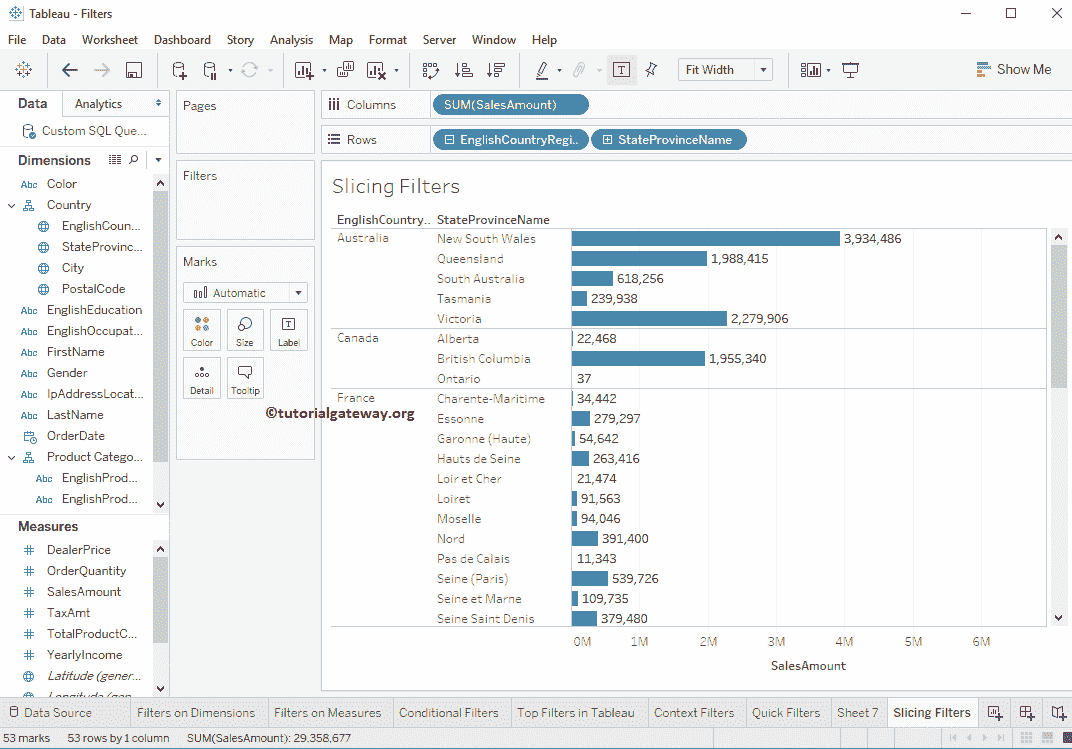 Tableau - Filters
File Data Worksheet Dashboard Story Analysis Map Format Server Window Help
Fit Width
Show Me
Data Analytics
Custom SQL Que...
Dimensions
Abc Color
Country
EnglishCoun...
StateProvinc...
City
PostalCode
Abc EnglishEducation
Abc EnglishOccupat...
Abc FirstName
Abc Gender
Abc IpAddressLocat...
Abc LastName
OrderDate
Product Catego...
Abc EnglishProd...
Abc EnglishProd...
Measures
# DealerPrice
# OrderQuantity
# SalesAmount
# TaxAmt
# TotalProductC...
# YearlyIncome
Latitude (gener...
Longitude (gen...
Pages
Filters
Marks
Automatic
Color Size Label
Detail Tooltip
©tutorialgateway.org
Columns SUM(SalesAmount)
Rows EnglishCountryRegi.. StateProvinceName
Slicing Filters
EnglishCountry.. StateProvinceName
Australia New South Wales 3,934,486
Queensland 1,988,415
South Australia 618,256
Tasmania 239,938
Victoria 2,279,906
Canada Alberta 22,468
British Columbia 1,955,340
Ontario 37
France Charente-Maritime 34,442
Essonne 279,297
Garonne (Haute) 54,642
Hauts de Seine 263,416
Loir et Cher 21,474
Loiret 91,563
Moselle 94,046
Nord 391,400
Pas de Calais 11,343
Seine (Paris) 539,726
Seine et Marne 109,735
Seine Saint Denis 379,480
0M 1M 2M 3M 4M 5M 6M
SalesAmount
Data Source Filters on Dimensions Filters on Measures Conditional Filters Top Filters in Tableau Context Filters Quick Filters Sheet 7 Slicing Filters
53 marks 53 rows by 1 column SUM(SalesAmount): 29,358,677